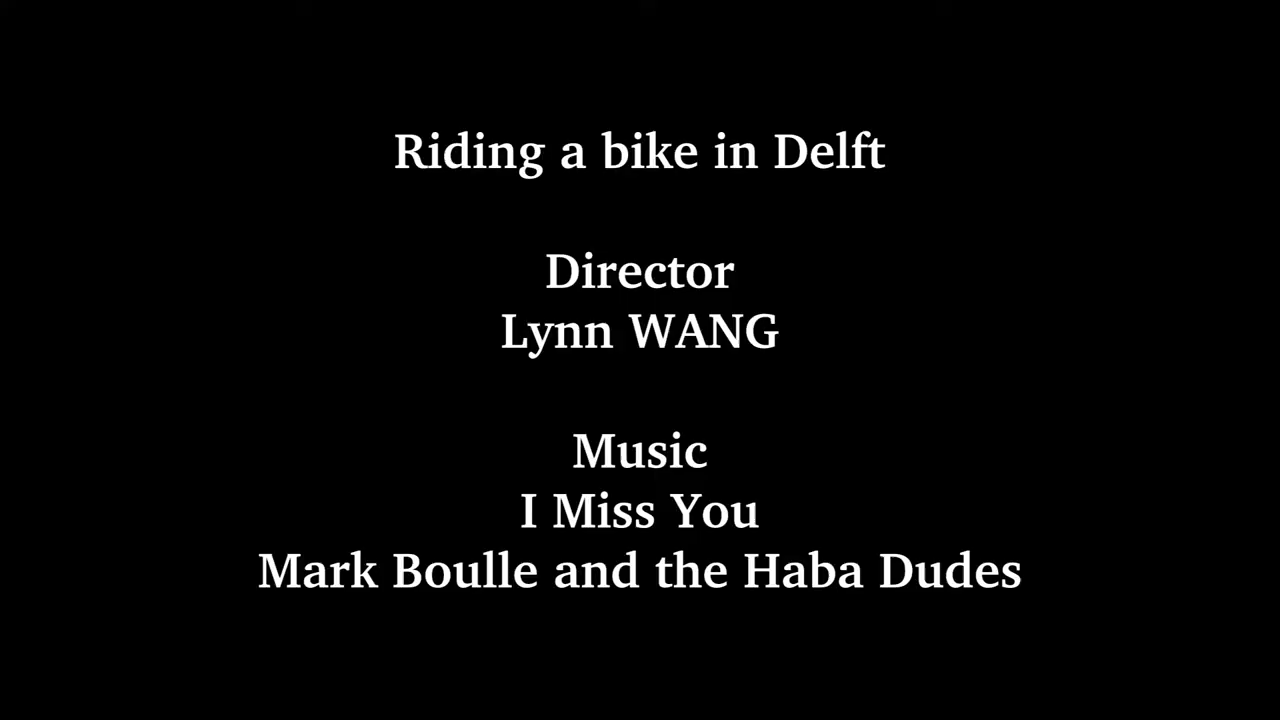 Riding a bike in Delft
Director
Lynn WANG
Music
I Miss You
Mark Boulle and the Haba Dudes